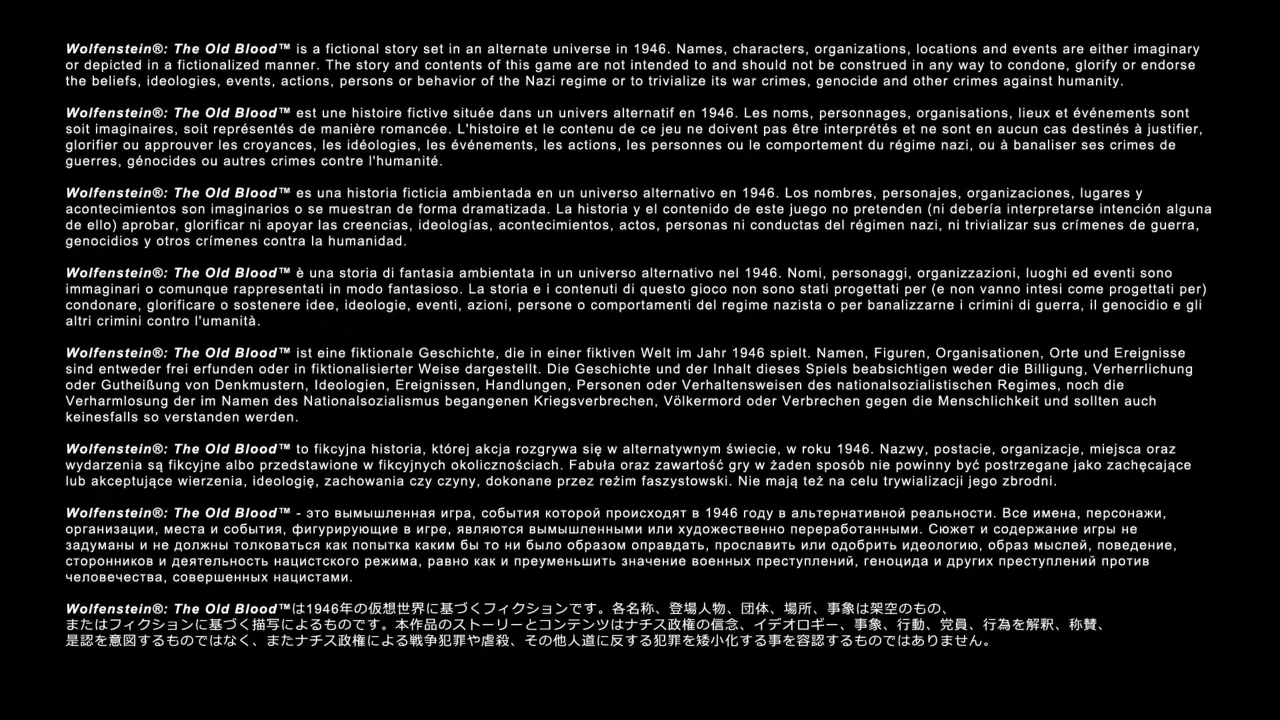 Wolfenstein®: The Old Blood™ is a fictional story set in an alternate universe in 1946. Names, characters, organizations, locations and events are either imaginary
or depicted in a fictionalized manner. The story and contents of this game are not intended to and should not be construed in any way to condone, glorify or endorse
the beliefs, ideologies, events, actions, persons or behavior of the Nazi regime or to trivialize its war crimes, genocide and other crimes against humanity.
Wolfenstein®: The Old Blood™ est une histoire fictive située dans un univers alternatif en 1946. Les noms, personnages, organisations, lieux et événements sont
soit imaginaires, soit représentés de manière romancée. L'histoire et le contenu de ce jeu ne doivent pas être interprétés et ne sont en aucun cas destinés à justifier,
glorifier ou approuver les croyances, les idéologies, les événements, les actions, les personnes ou le comportement du régime nazi, ou à banaliser ses crimes de
guerres, génocides ou autres crimes contre l'humanité.
Wolfenstein®: The Old Blood™ es una historia ficticia ambientada en un universo alternativo en 1946. Los nombres, personajes, organizaciones, lugares y
acontecimientos son imaginarios o se muestran de forma dramatizada. La historia y el contenido de este juego no pretenden (ni debería interpretarse intención alguna
de ello) aprobar, glorificar ni apoyar las creencias, ideologías, acontecimientos, actos, personas ni conductas del régimen nazi, ni trivializar sus crímenes de guerra,
genocidios y otros crímenes contra la humanidad.
Wolfenstein®: The Old Blood™ è una storia di fantasia ambientata in un universo alternativo nel 1946. Nomi, personaggi, organizzazioni, luoghi ed eventi sono
immaginari o comunque rappresentati in modo fantasioso. La storia e i contenuti di questo gioco non sono stati progettati per (e non vanno intesi come progettati per)
condonare, glorificare o sostenere idee, ideologie, eventi, azioni, persone o comportamenti del regime nazista o per banalizzarne i crimini di guerra, il genocidio e gli
altri crimini contro l'umanità.
Wolfenstein®: The Old Blood™ ist eine fiktionale Geschichte, die in einer fiktiven Welt im Jahr 1946 spielt. Namen, Figuren, Organisationen, Orte und Ereignisse
sind entweder frei erfunden oder in fiktionalisierter Weise dargestellt. Die Geschichte und der Inhalt dieses Spiels beabsichtigen weder die Billigung, Verherrlichung
oder Gutheißung von Denkmustern, Ideologien, Ereignissen, Handlungen, Personen oder Verhaltensweisen des nationalsozialistischen Regimes, noch die
Verharmlosung der im Namen des Nationalsozialismus begangenen Kriegsverbrechen, Völkermord oder Verbrechen gegen die Menschlichkeit und sollten auch
keinesfalls so verstanden werden.
Wolfenstein®: The Old Blood™ to fikcyjna historia, której akcja rozgrywa się w alternatywnym świecie, w roku 1946. Nazwy, postacie, organizacje, miejsca oraz
wydarzenia są fikcyjne albo przedstawione w fikcyjnych okolicznościach. Fabuła oraz zawartość gry w żaden sposób nie powinny być postrzegane jako zachęcające
lub akceptujące wierzenia, ideologię, zachowania czy czyny, dokonane przez reżim faszystowski. Nie mają też na celu trywializacji jego zbrodni.
Wolfenstein®: The Old Blood™ - это вымышленная игра, события которой происходят в 1946 году в альтернативной реальности. Все имена, персонажи,
организации, места и события, фигурирующие в игре, являются вымышленными или художественно переработанными. Сюжет и содержание игры не
задуманы и не должны толковаться как попытка каким бы то ни было образом оправдать, прославить или одобрить идеологию, образ мыслей, поведение,
сторонников и деятельность нацистского режима, равно как и преуменьшить значение военных преступлений, геноцида и других преступлений против
человечества, совершенных нацистами.
Wolfenstein®: The Old Blood™は1946年の仮想世界に基づくフィクションです。各名称、登場人物、団体、場所、事象は架空のもの、
またはフィクションに基づく描写によるものです。本作品のストーリーとコンテンツはナチス政権の信念、イデオロギー、事象、行動、党員、行為を解釈、称賛、
是認を意図するものではなく、またナチス政権による戦争犯罪や虐殺、その他人道に反する犯罪を矮小化する事を容認するものではありません。